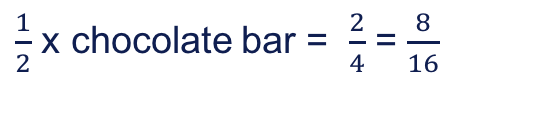 1/2 x chocolate bar = 2/4 = 8/16